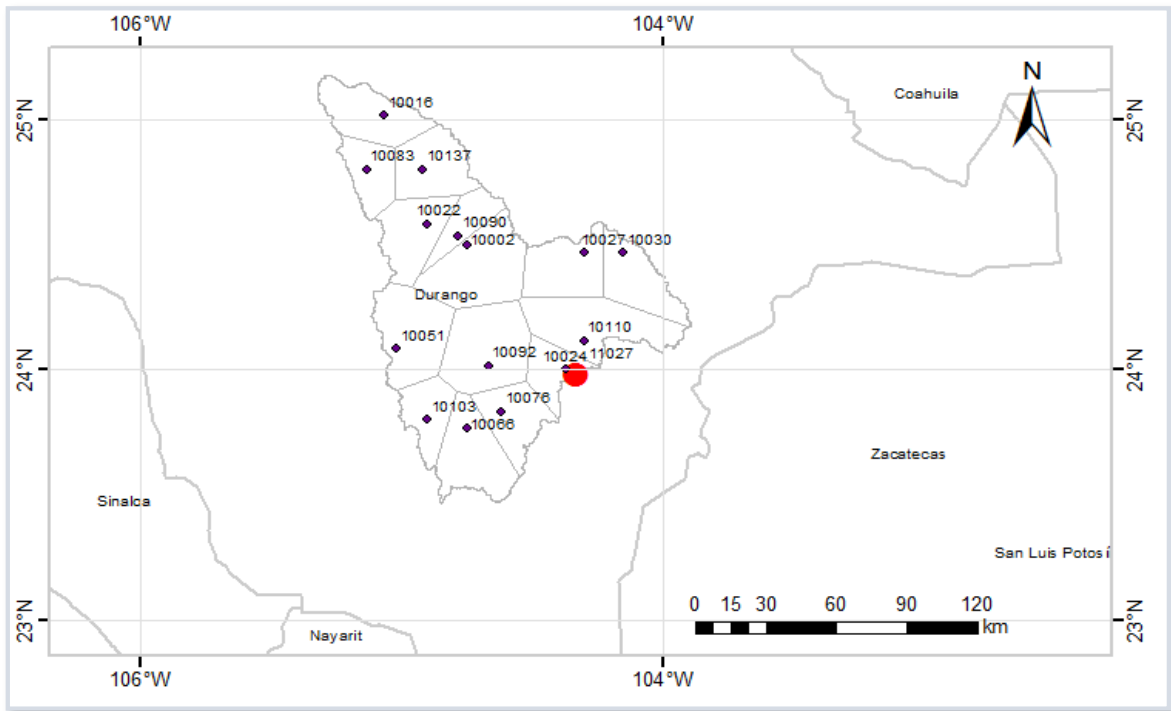 106°W 104°W
N
Coahuila
25°N 25°N
10016
10083 10137
10022
10090
10002
10027 10030
Durango
10110
10051
10092 10024 11027
24°N 24°N
10076
10103
10066
Zacatecas
Sinaloa
San Luis Potosí
0 15 30 60 90 120
km
23°N 23°N
Nayarit
106°W 104°W